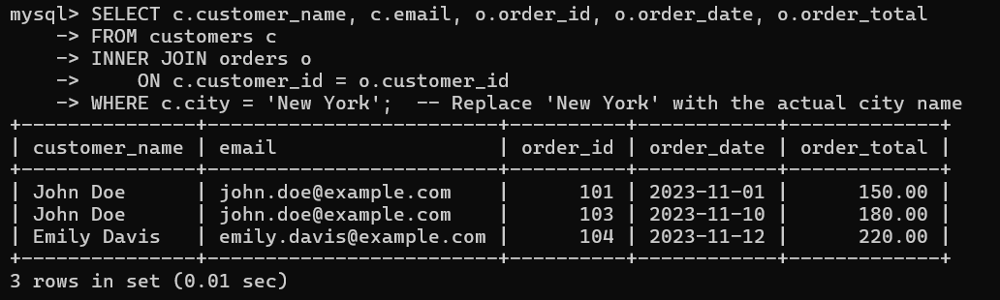 mysql> SELECT c.customer_name, c.email, o.order_id, o.order_date, o.order_total
    -> FROM customers c
    -> INNER JOIN orders o
    ->     ON c.customer_id = o.customer_id
    -> WHERE c.city = 'New York';  -- Replace 'New York' with the actual city name
+---------------+--------------------------+----------+------------+-------------+
| customer_name | email                    | order_id | order_date | order_total |
+---------------+--------------------------+----------+------------+-------------+
| John Doe      | john.doe@example.com     |      101 | 2023-11-01 |      150.00 |
| John Doe      | john.doe@example.com     |      103 | 2023-11-10 |      180.00 |
| Emily Davis   | emily.davis@example.com  |      104 | 2023-11-12 |      220.00 |
+---------------+--------------------------+----------+------------+-------------+
3 rows in set (0.01 sec)